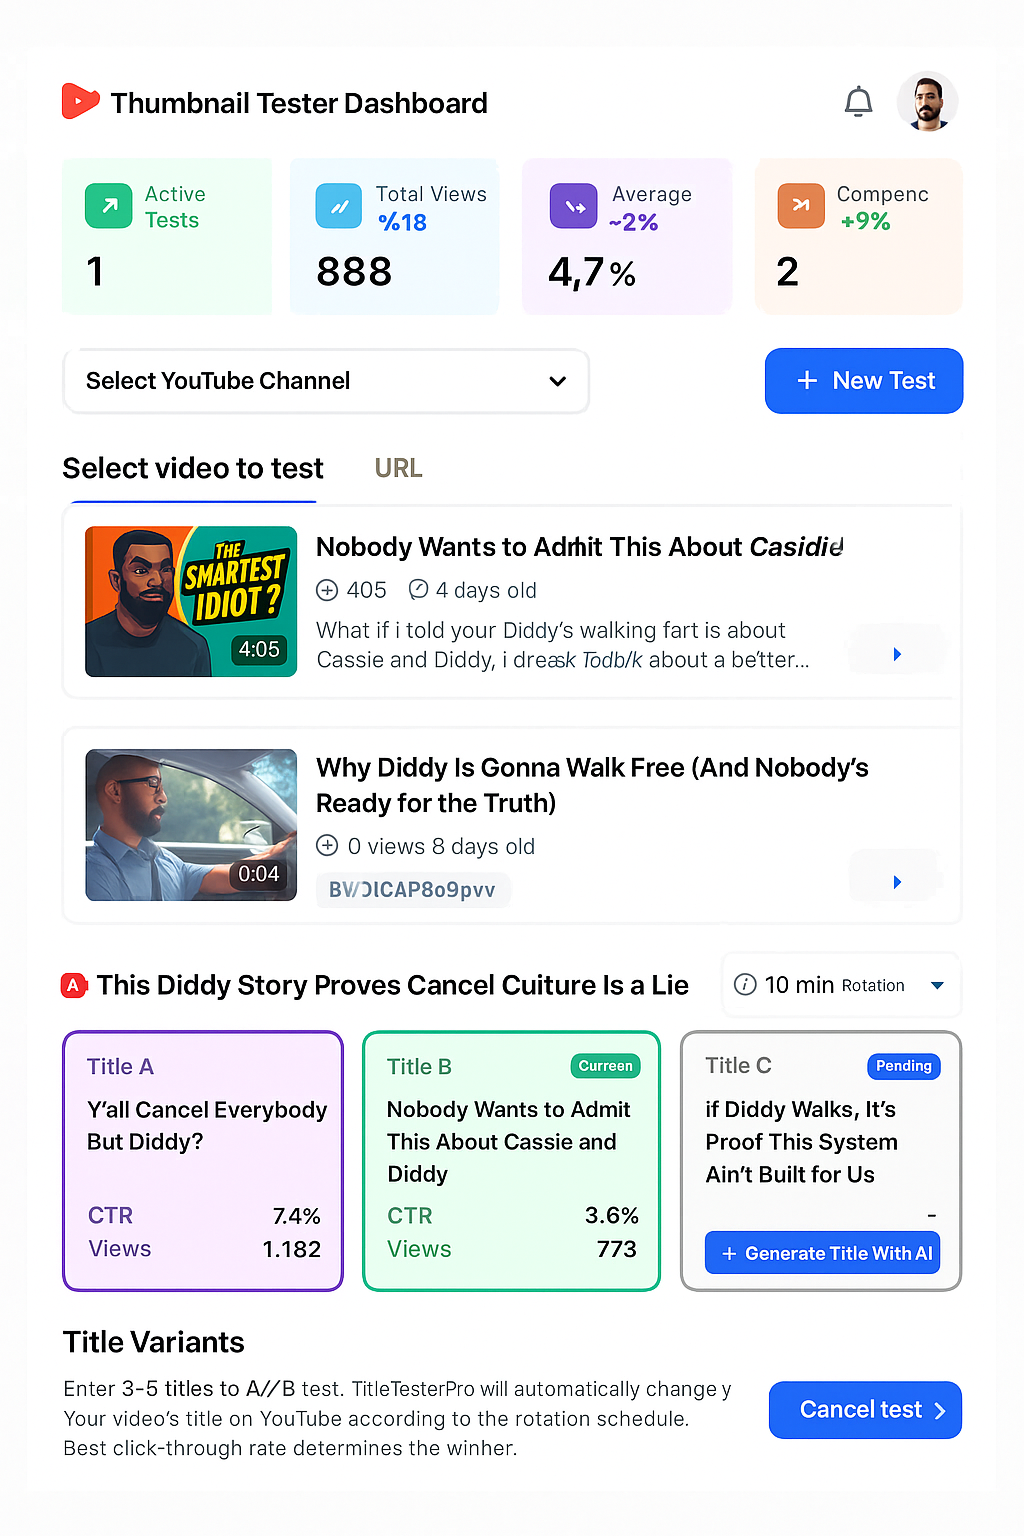 Thumbnail Tester Dashboard
Active
Tests
1
Total Views
%18
888
Average
~2%
4,7%
Compenc
+9%
2
Select YouTube Channel
+ New Test
Select video to test
URL
THE
SMARTEST
IDIOT?
4:05
Nobody Wants to Admit This About Casidie
405 4 days old
What if i told your Diddy's walking fart is about
Cassie and Diddy, i dreask about a better...
0:04
Why Diddy Is Gonna Walk Free (And Nobody's
Ready for the Truth)
0 views 8 days old
A This Diddy Story Proves Cancel Cuiture Is a Lie
10 min Rotation
Title A
Y'all Cancel Everybody
But Diddy?
CTR 7.4%
Views 1.182
Title B Curreen
Nobody Wants to Admit
This About Cassie and
Diddy
CTR 3.6%
Views 773
Title C Pending
if Diddy Walks, It's
Proof This System
Ain't Built for Us
-
+ Generate Title With AI
Title Variants
Enter 3-5 titles to A//B test. TitleTesterPro will automatically change y
Your video's title on YouTube according to the rotation schedule.
Best click-through rate determines the winher.
Cancel test